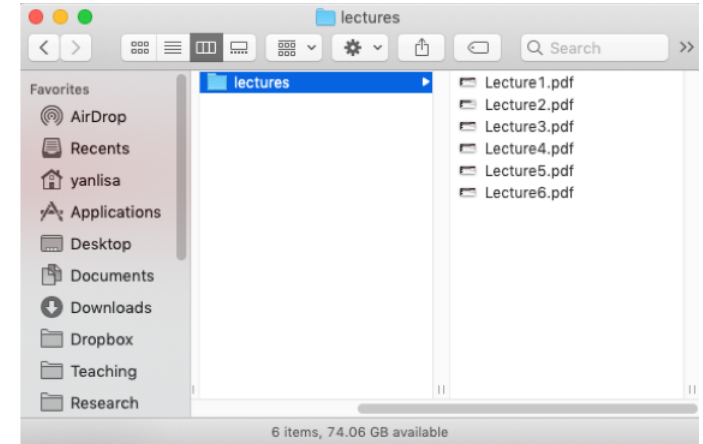 lectures
Search
Favorites
AirDrop
Recents
yanlisa
Applications
Desktop
Documents
Downloads
Dropbox
Teaching
Research
lectures
Lecture1.pdf
Lecture2.pdf
Lecture3.pdf
Lecture4.pdf
Lecture5.pdf
Lecture6.pdf
6 items, 74.06 GB available